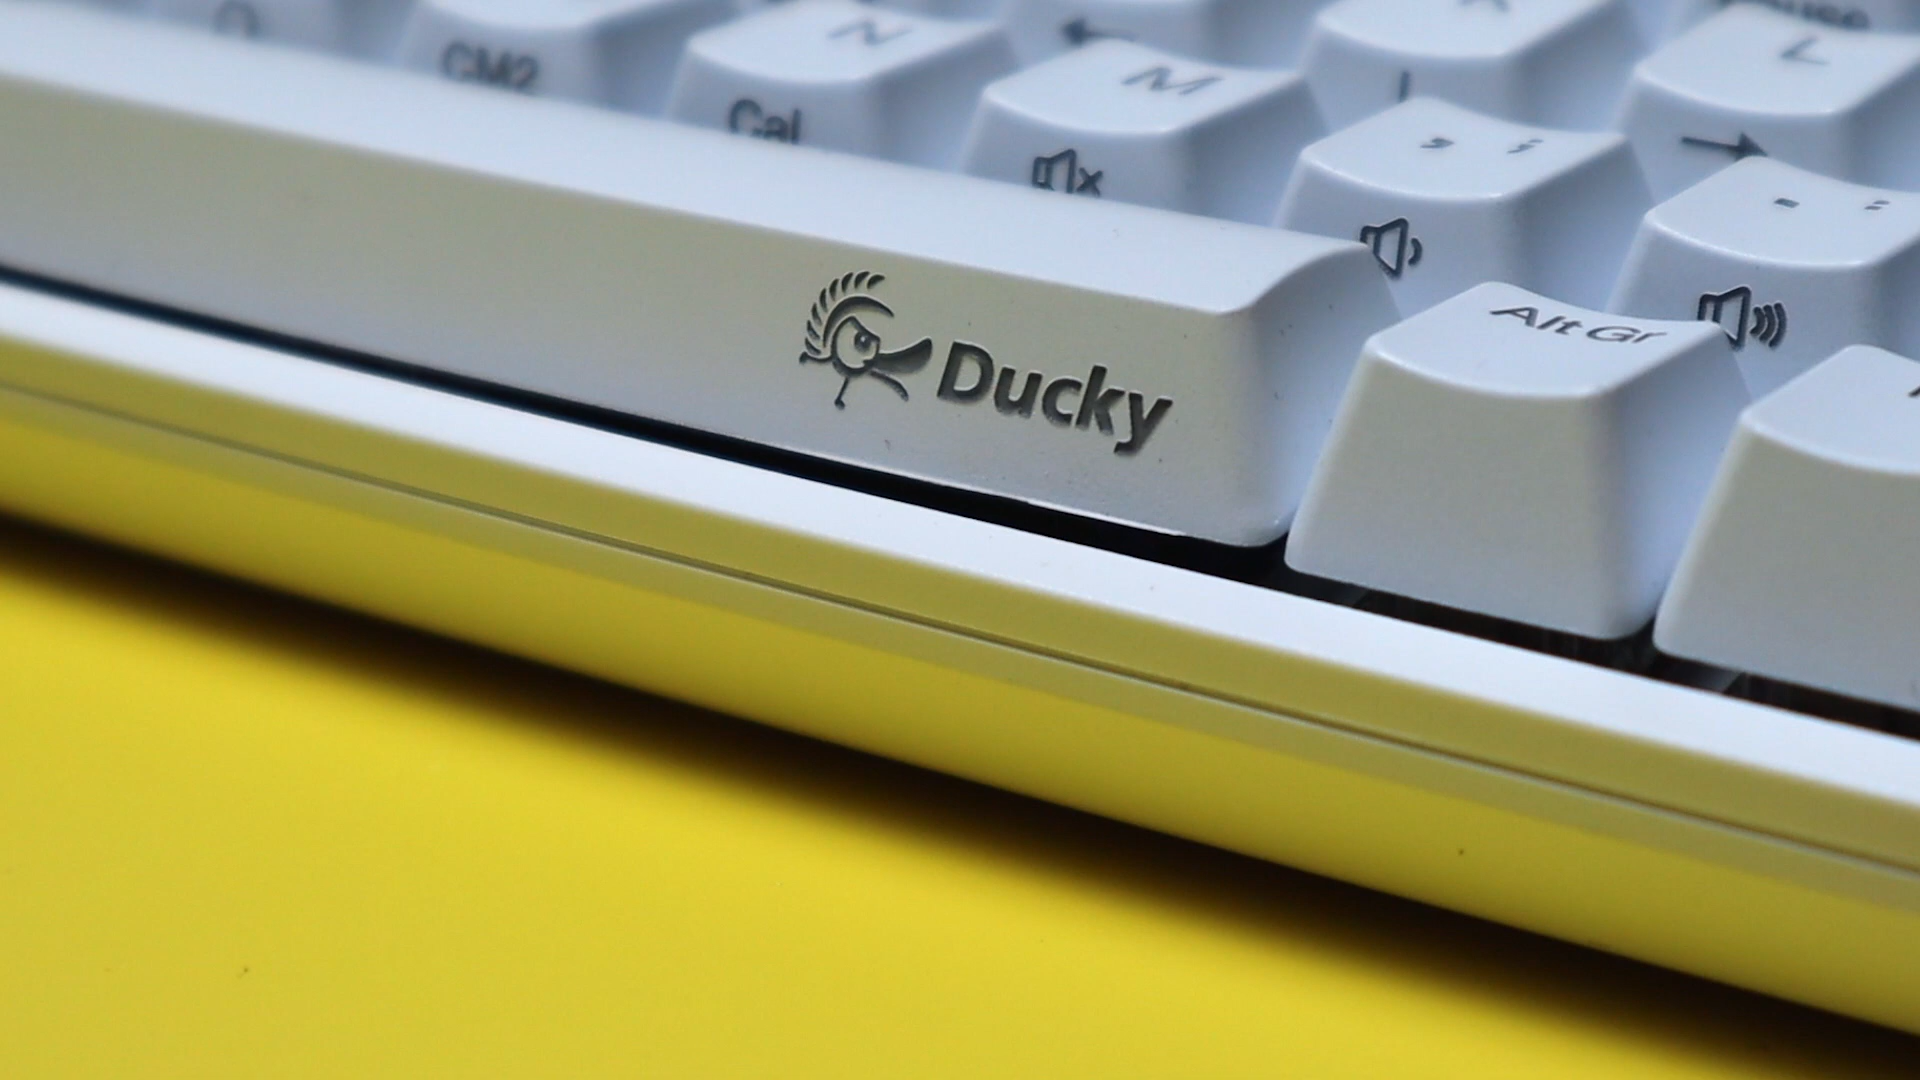 N
M
L
CM2
Cal
, ;
. :
Alt Gr
Ducky